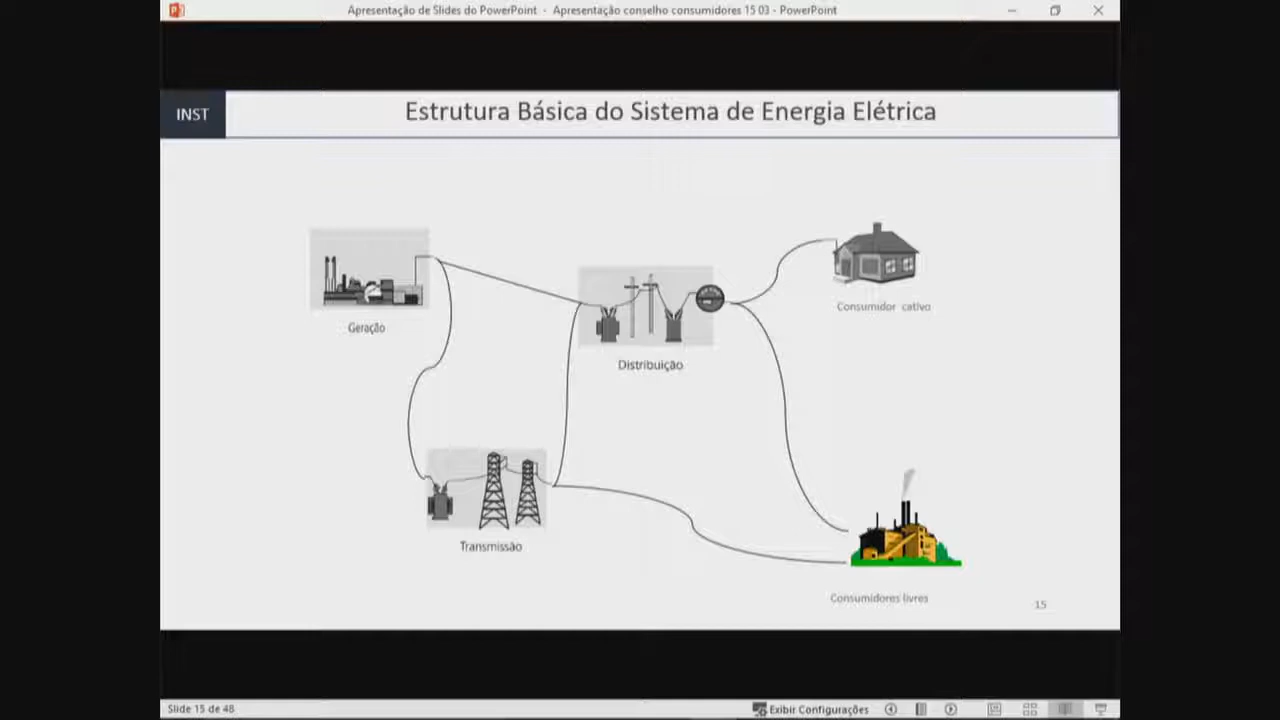 Apresentação de Slides do PowerPoint - Apresentação conselho consumidores 15 03 - PowerPoint
INST
Estrutura Básica do Sistema de Energia Elétrica
Consumidor cativo
Geração
Distribuição
Transmissão
Consumidores livres
15
Slide 15 de 48
Exibir Configurações